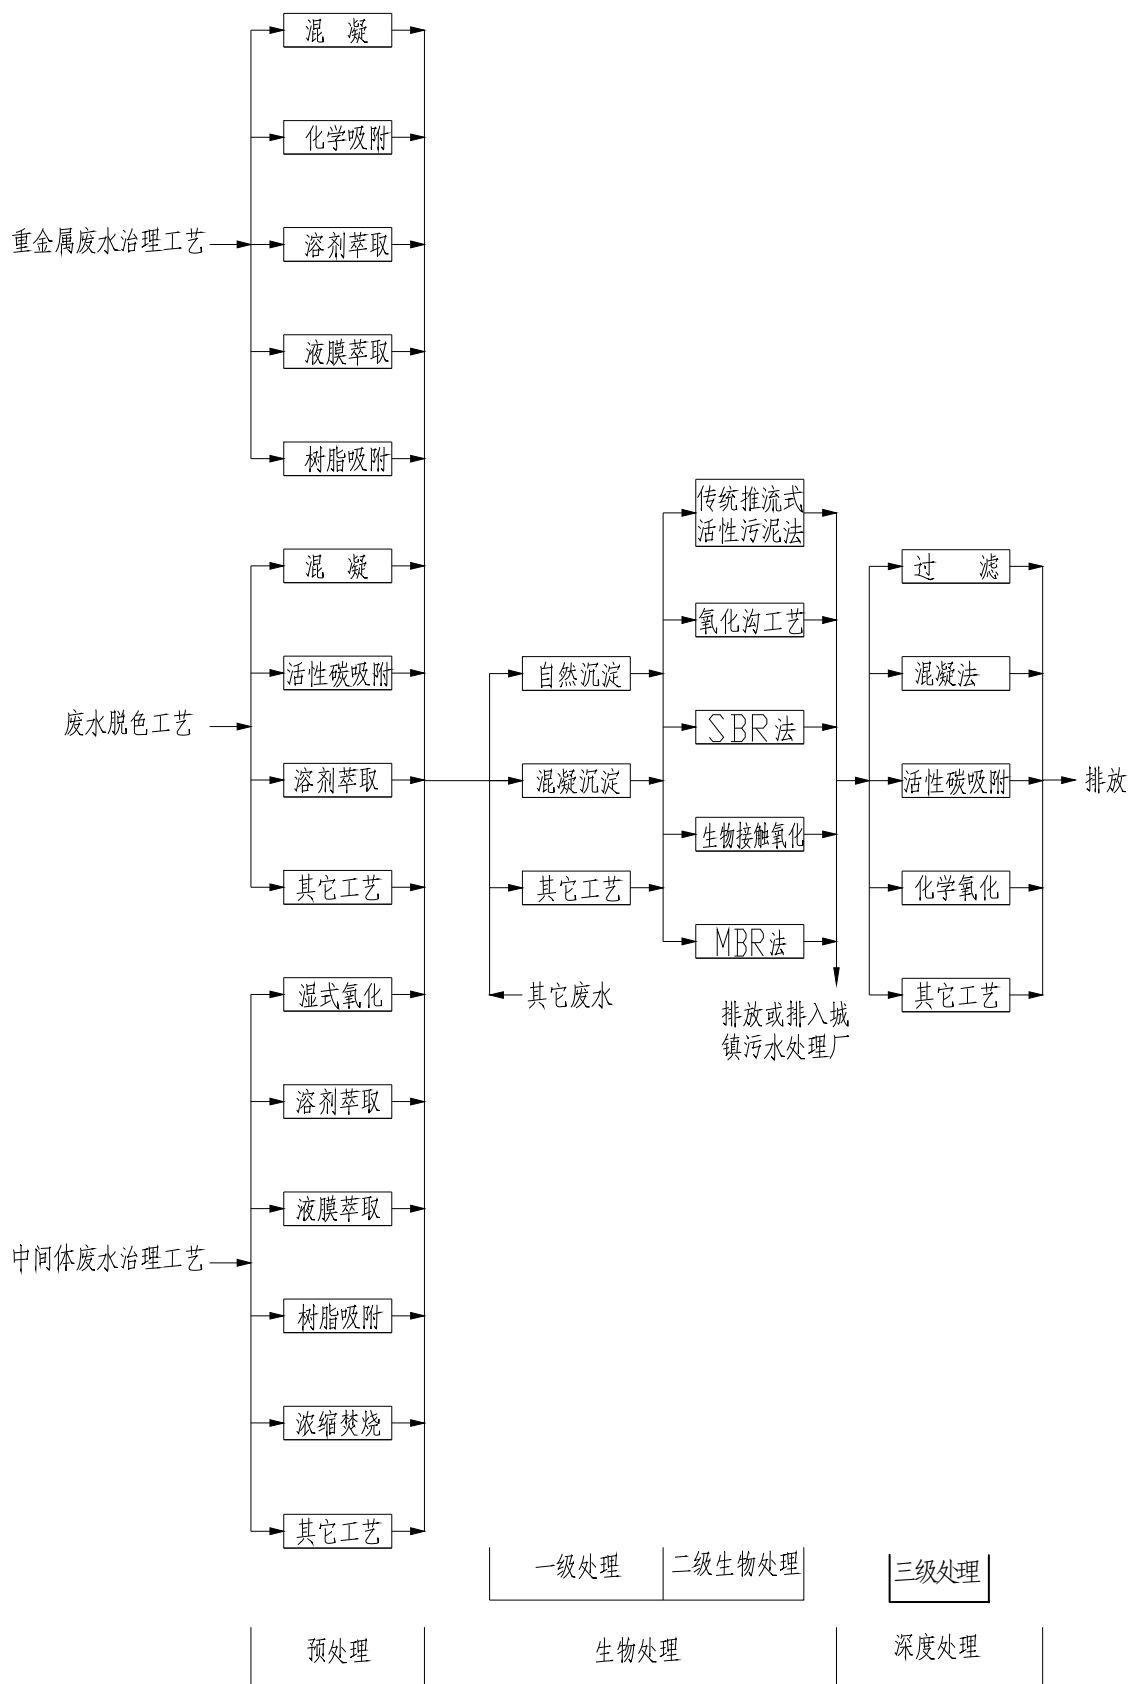 混 凝
化学吸附
重金属废水治理工艺
溶剂萃取
液膜萃取
树脂吸附
混 凝
活性碳吸附
废水脱色工艺
溶剂萃取
其它工艺
湿式氧化
溶剂萃取
液膜萃取
中间体废水治理工艺
树脂吸附
浓缩焚烧
其它工艺
自然沉淀
混凝沉淀
其它工艺
其它废水
传统推流式
活性污泥法
氧化沟工艺
SBR法
生物接触氧化
MBR法
排放或排入城
镇污水处理厂
过 滤
混凝法
活性碳吸附
化学氧化
其它工艺
排放
一级处理
二级生物处理
三级处理
预处理
生物处理
深度处理